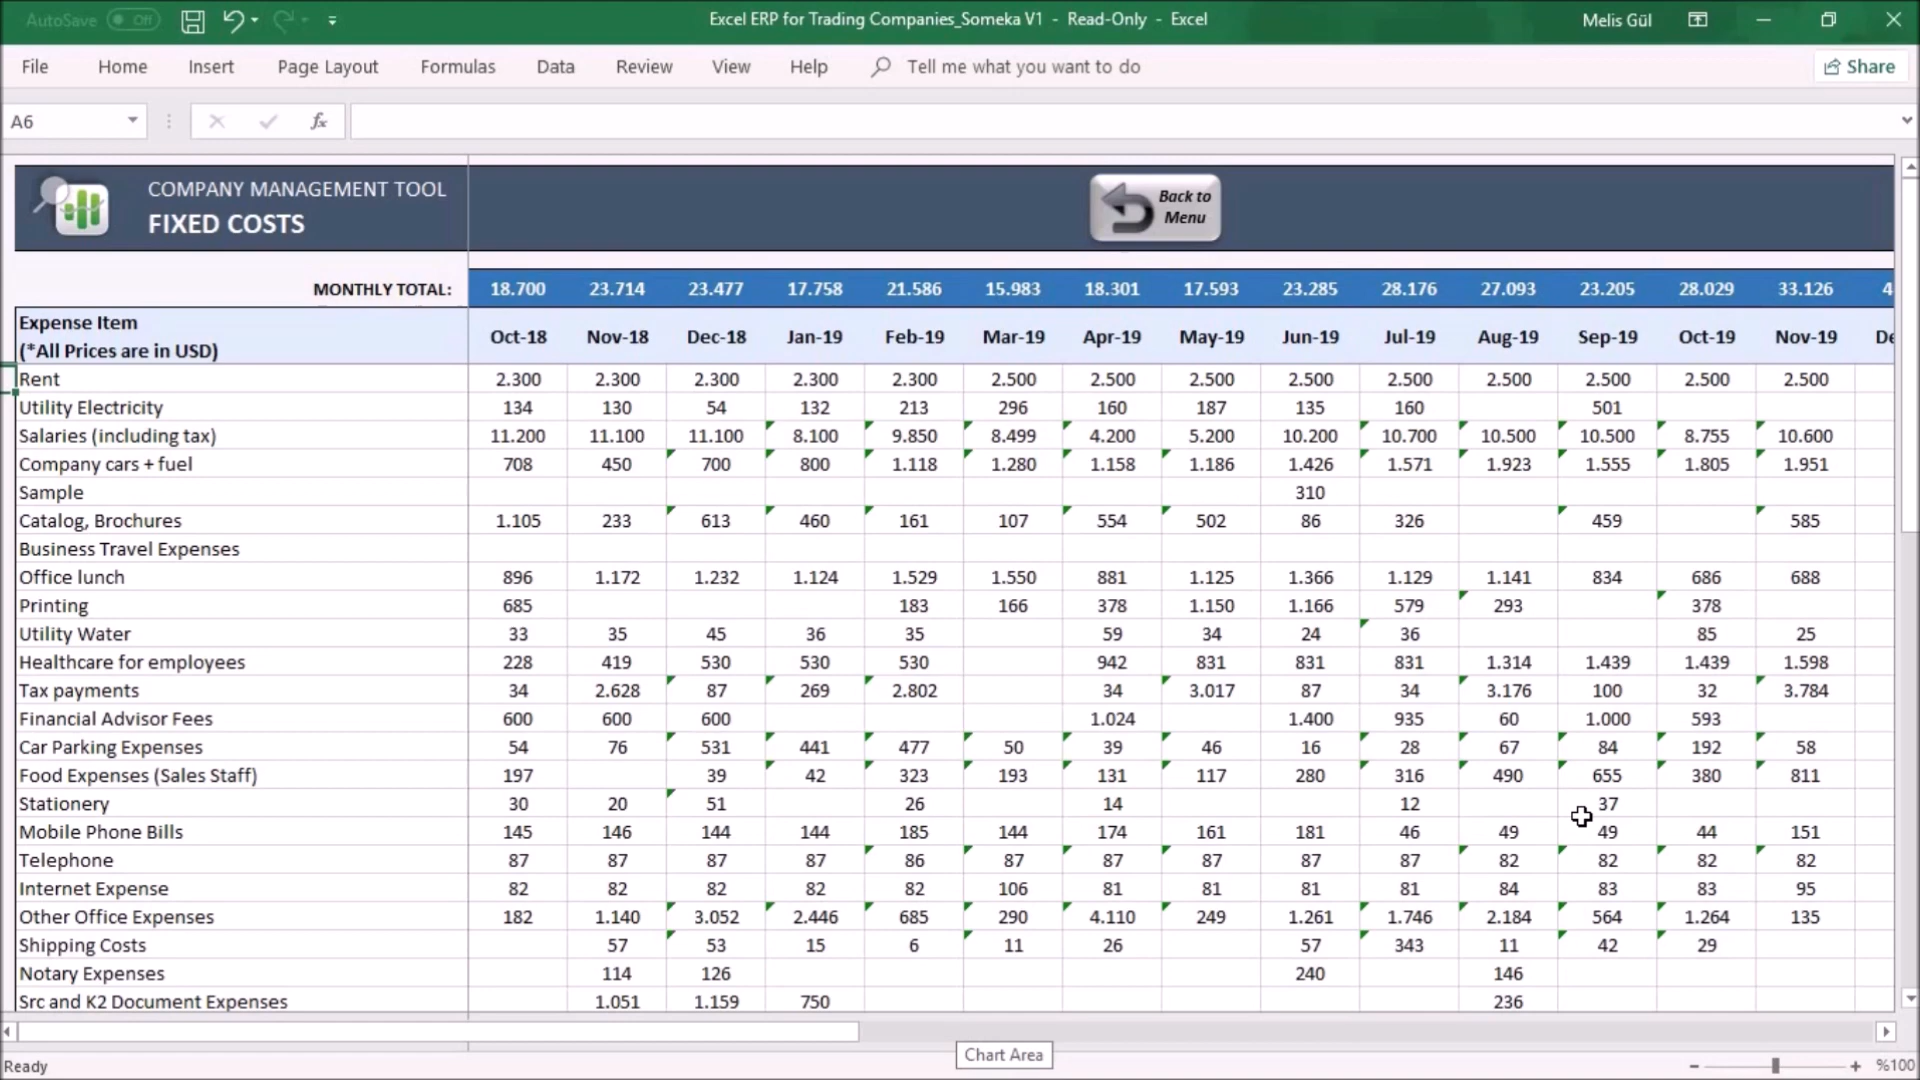 AutoSave Off Excel ERP for Trading Companies_Someka V1 - Read-Only - Excel Melis Gül
File Home Insert Page Layout Formulas Data Review View Help Tell me what you want to do Share
A6 fx
COMPANY MANAGEMENT TOOL
FIXED COSTS
Back to
Menu
MONTHLY TOTAL: 18.700 23.714 23.477 17.758 21.586 15.983 18.301 17.593 23.285 28.176 27.093 23.205 28.029 33.126 4
Expense Item
(*All Prices are in USD)
Oct-18 Nov-18 Dec-18 Jan-19 Feb-19 Mar-19 Apr-19 May-19 Jun-19 Jul-19 Aug-19 Sep-19 Oct-19 Nov-19 De
Rent 2.300 2.300 2.300 2.300 2.300 2.500 2.500 2.500 2.500 2.500 2.500 2.500 2.500 2.500
Utility Electricity 134 130 54 132 213 296 160 187 135 160 501
Salaries (including tax) 11.200 11.100 11.100 8.100 9.850 8.499 4.200 5.200 10.200 10.700 10.500 10.500 8.755 10.600
Company cars + fuel 708 450 700 800 1.118 1.280 1.158 1.186 1.426 1.571 1.923 1.555 1.805 1.951
Sample 310
Catalog, Brochures 1.105 233 613 460 161 107 554 502 86 326 459 585
Business Travel Expenses
Office lunch 896 1.172 1.232 1.124 1.529 1.550 881 1.125 1.366 1.129 1.141 834 686 688
Printing 685 183 166 378 1.150 1.166 579 293 378
Utility Water 33 35 45 36 35 59 34 24 36 85 25
Healthcare for employees 228 419 530 530 530 942 831 831 831 1.314 1.439 1.439 1.598
Tax payments 34 2.628 87 269 2.802 34 3.017 87 34 3.176 100 32 3.784
Financial Advisor Fees 600 600 600 1.024 1.400 935 60 1.000 593
Car Parking Expenses 54 76 531 441 477 50 39 46 16 28 67 84 192 58
Food Expenses (Sales Staff) 197 39 42 323 193 131 117 280 316 490 655 380 811
Stationery 30 20 51 26 14 12 37
Mobile Phone Bills 145 146 144 144 185 144 174 161 181 46 49 49 44 151
Telephone 87 87 87 87 86 87 87 87 87 87 82 82 82 82
Internet Expense 82 82 82 82 82 106 81 81 81 81 84 83 83 95
Other Office Expenses 182 1.140 3.052 2.446 685 290 4.110 249 1.261 1.746 2.184 564 1.264 135
Shipping Costs 57 53 15 6 11 26 57 343 11 42 29
Notary Expenses 114 126 240 146
Src and K2 Document Expenses 1.051 1.159 750 236
Chart Area
Ready %100